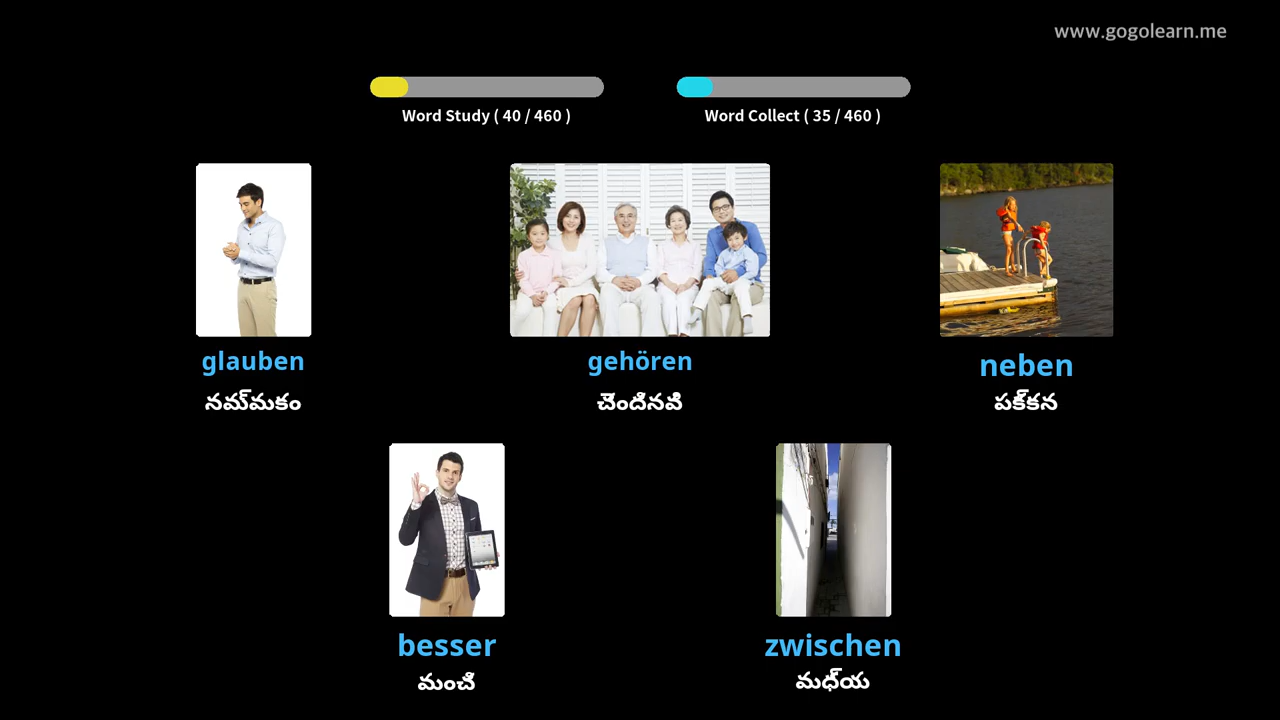 www.gogolearn.me
Word Study ( 40 / 460 )
Word Collect ( 35 / 460 )
glauben
gehören
neben
నమ్మకం
చెందినవి
పక్కన
besser
zwischen
మంచి
మధ్య